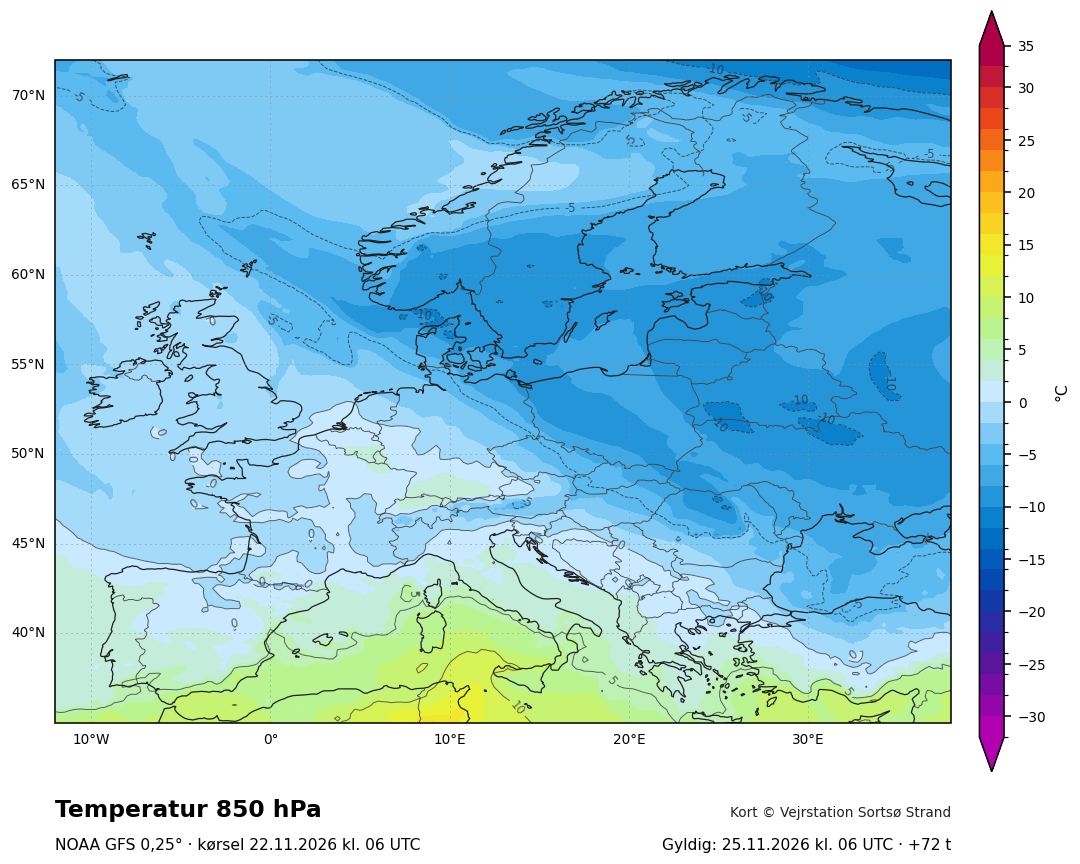 70°N
65°N
60°N
55°N
50°N
45°N
40°N
10°W
0°
10°E
20°E
30°E
35
30
25
20
15
10
5
0
−5
−10
−15
−20
−25
−30
°C
Temperatur 850 hPa
Kort © Vejrstation Sortsø Strand
NOAA GFS 0,25° · kørsel 22.11.2026 kl. 06 UTC
Gyldig: 25.11.2026 kl. 06 UTC · +72 t